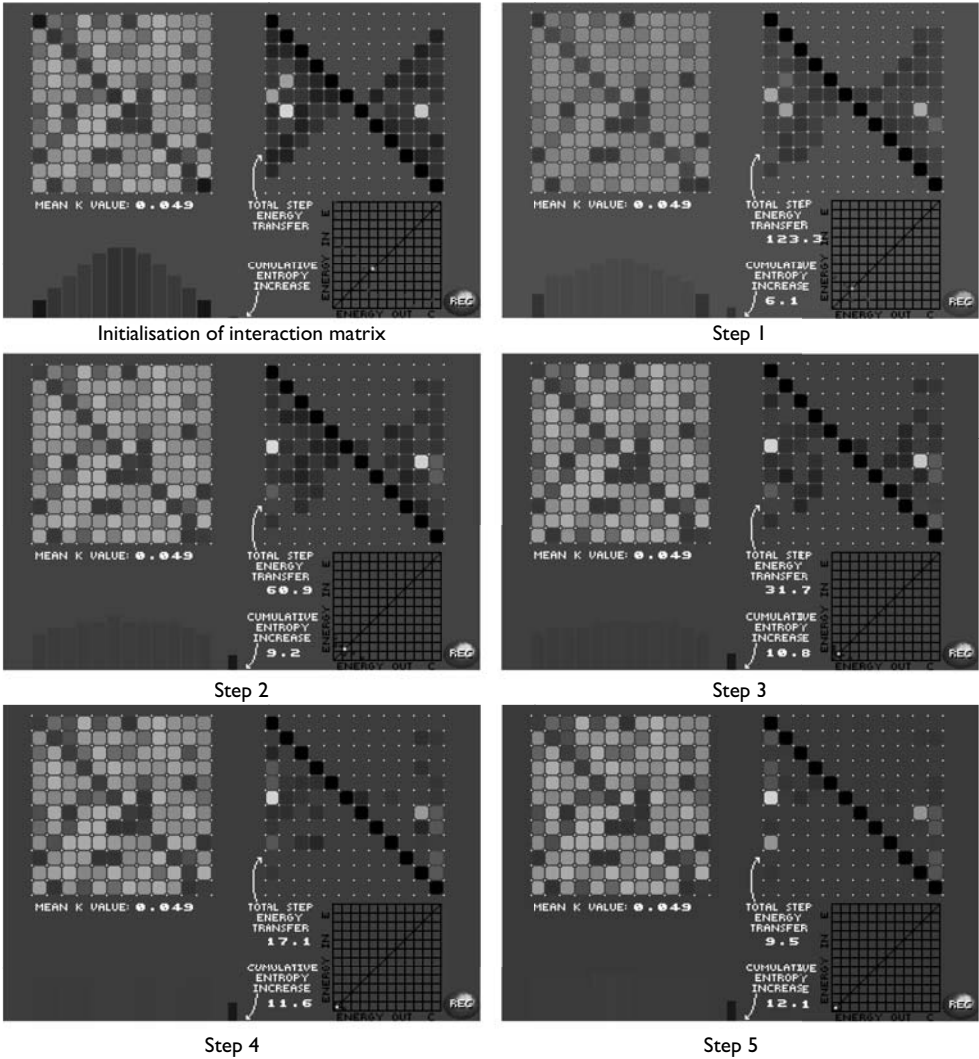 MEAN K VALUE: 0.049
TOTAL STEP
ENERGY
TRANSFER
CUMULATIVE
ENTROPY
INCREASE
ENERGY IN E
ENERGY OUT C
REC
Initialisation of interaction matrix
MEAN K VALUE: 0.049
TOTAL STEP
ENERGY
TRANSFER
123.3
CUMULATIVE
ENTROPY
INCREASE
6.1
ENERGY IN E
ENERGY OUT C
REC
Step 1
MEAN K VALUE: 0.049
TOTAL STEP
ENERGY
TRANSFER
60.9
CUMULATIVE
ENTROPY
INCREASE
9.2
ENERGY IN E
ENERGY OUT C
REC
Step 2
MEAN K VALUE: 0.049
TOTAL STEP
ENERGY
TRANSFER
31.7
CUMULATIVE
ENTROPY
INCREASE
10.8
ENERGY IN E
ENERGY OUT C
REC
Step 3
MEAN K VALUE: 0.049
TOTAL STEP
ENERGY
TRANSFER
17.1
CUMULATIVE
ENTROPY
INCREASE
11.6
ENERGY IN E
ENERGY OUT C
REC
Step 4
MEAN K VALUE: 0.049
TOTAL STEP
ENERGY
TRANSFER
9.5
CUMULATIVE
ENTROPY
INCREASE
12.1
ENERGY IN E
ENERGY OUT C
REC
Step 5